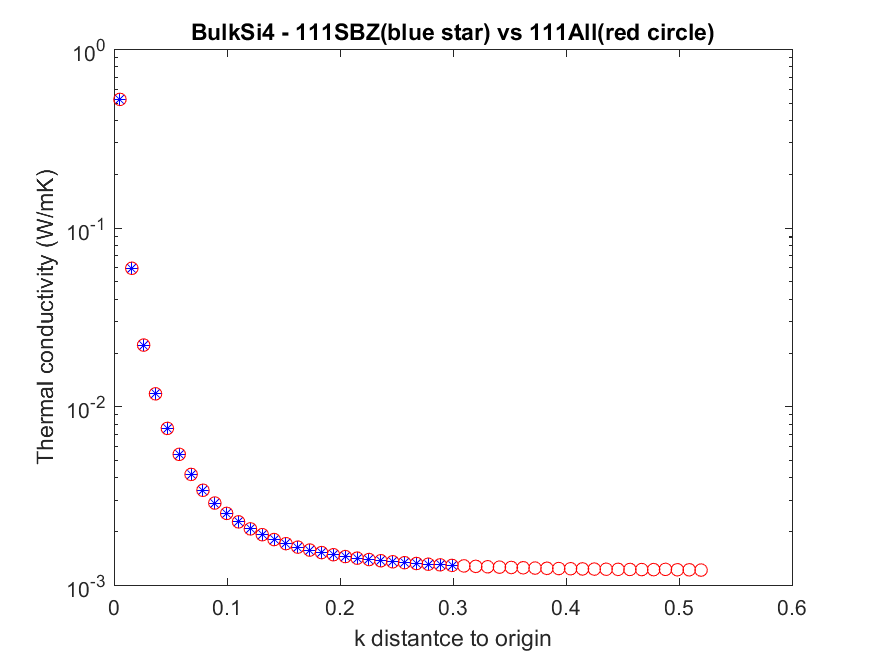 BulkSi4 - 111SBZ(blue star) vs 111All(red circle)
Thermal conductivity (W/mK)
10^0
10^-1
10^-2
10^-3
0 0.1 0.2 0.3 0.4 0.5 0.6
k distantce to origin